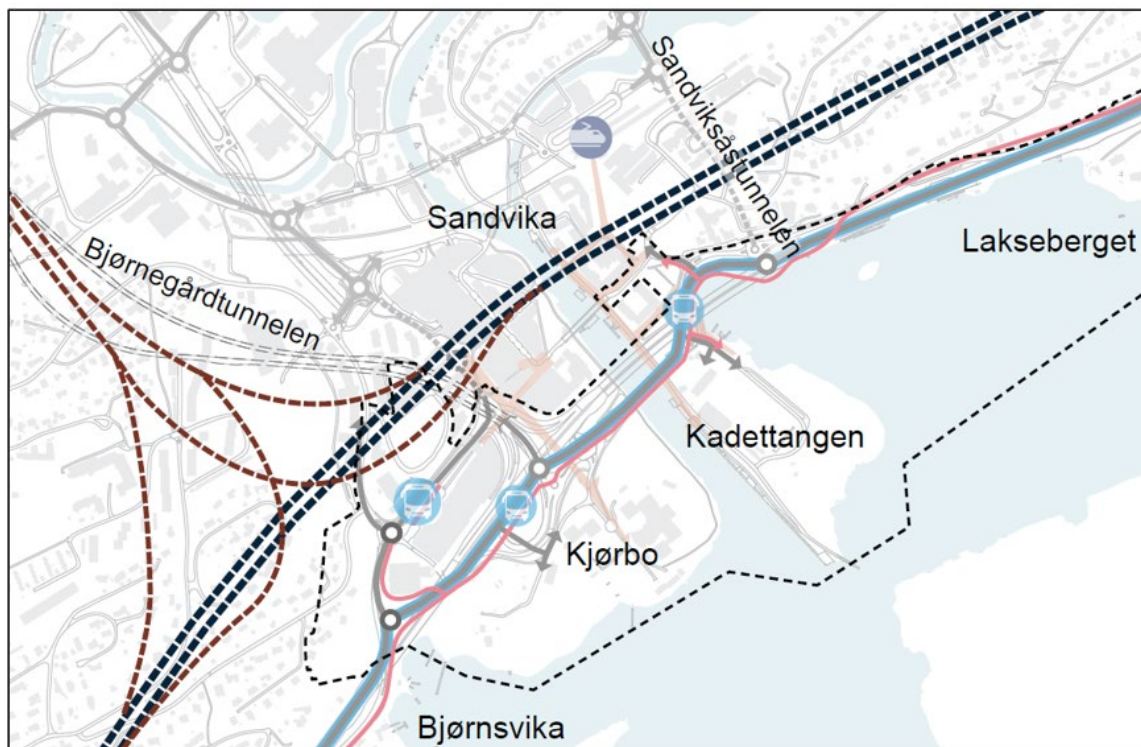 Sandviksåstunnelen
Sandvika
Lakseberget
Bjørnegårdtunnelen
Kadettangen
Kjørbo
Bjørnsvika